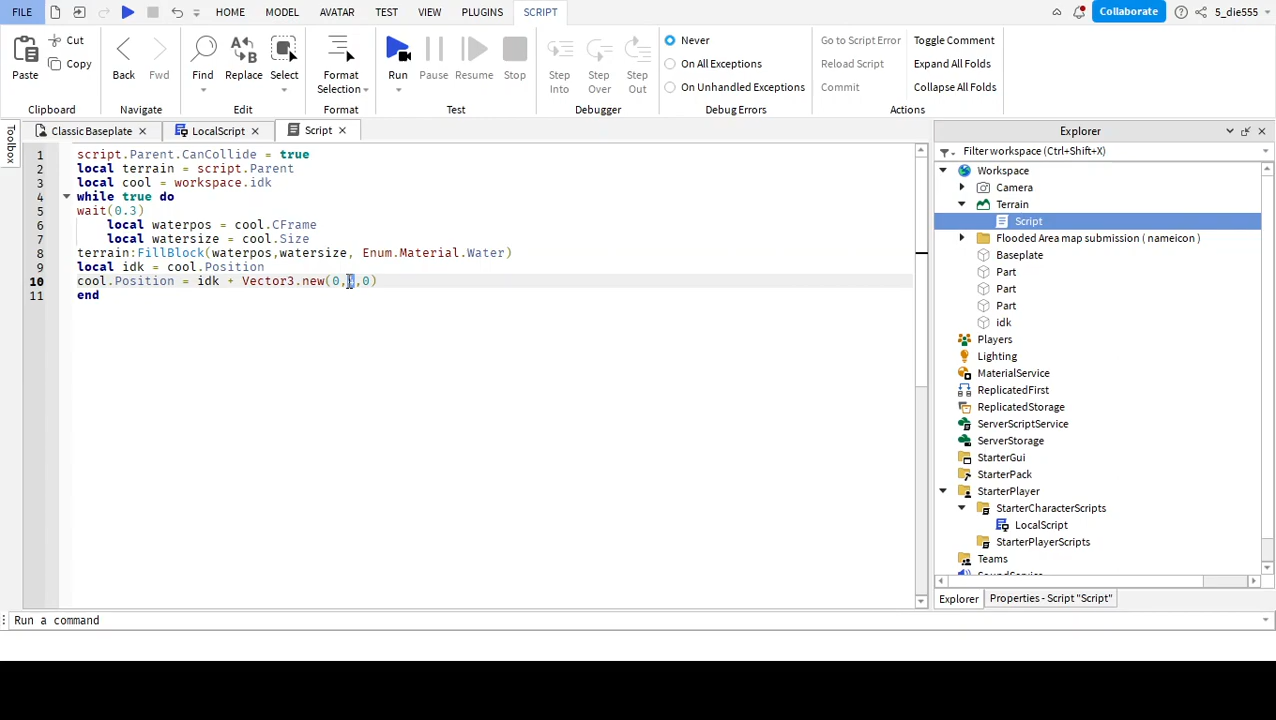 FILE HOME MODEL AVATAR TEST VIEW PLUGINS SCRIPT Collaborate 5_die555
Paste Cut Copy Back Fwd Find Replace Select Format Selection Run Pause Resume Stop Step Into Step Over Step Out
Never
On All Exceptions
On Unhandled Exceptions
Go to Script Error Toggle Comment
Reload Script Expand All Folds
Commit Collapse All Folds
Clipboard Navigate Edit Format Test Debugger Debug Errors Actions
Toolbox
Classic Baseplate LocalScript Script
1 script.Parent.CanCollide = true
2 local terrain = script.Parent
3 local cool = workspace.idk
4 while true do
5 wait(0.3)
6 local waterpos = cool.CFrame
7 local watersize = cool.Size
8 terrain:FillBlock(waterpos,watersize, Enum.Material.Water)
9 local idk = cool.Position
10 cool.Position = idk + Vector3.new(0, ,0)
11 end
Explorer
Filter workspace (Ctrl+Shift+X)
Workspace
Camera
Terrain
Script
Flooded Area map submission ( nameicon )
Baseplate
Part
Part
Part
idk
Players
Lighting
MaterialService
ReplicatedFirst
ReplicatedStorage
ServerScriptService
ServerStorage
StarterGui
StarterPack
StarterPlayer
StarterCharacterScripts
LocalScript
StarterPlayerScripts
Teams
SoundService
Explorer Properties - Script "Script"
Run a command